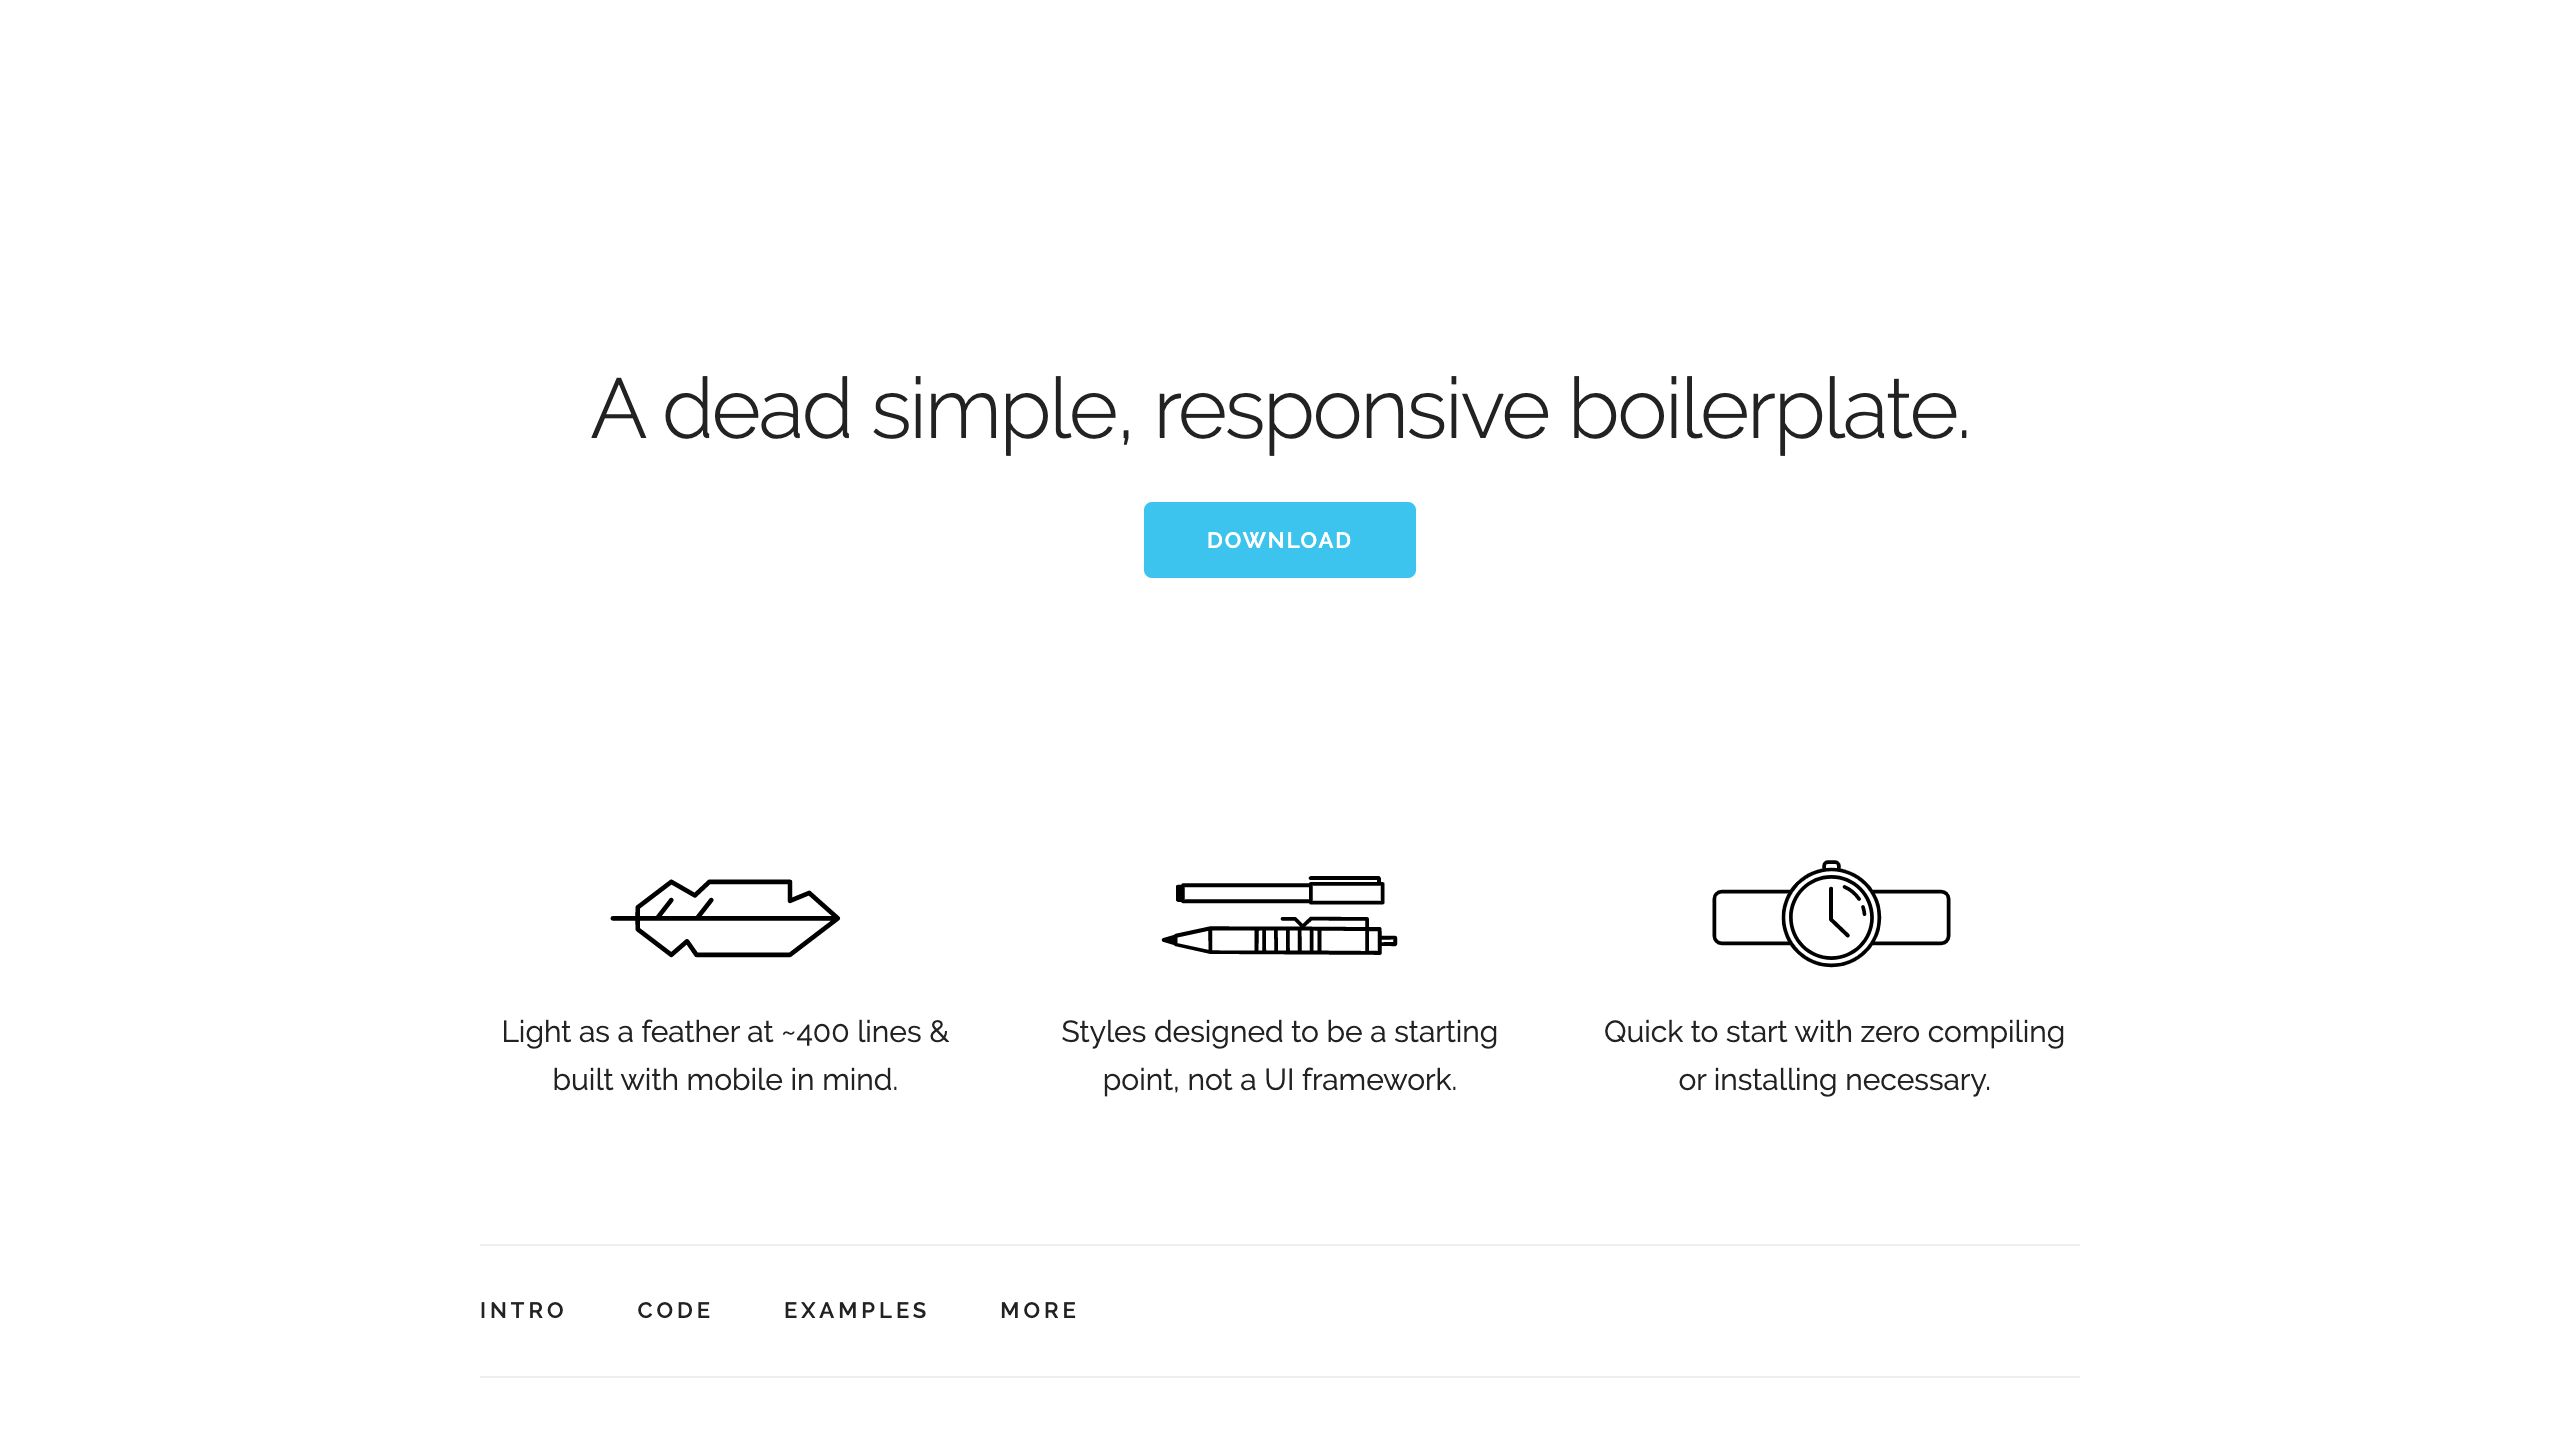 A dead simple, responsive boilerplate.
DOWNLOAD
Light as a feather at ~400 lines &
built with mobile in mind.
Styles designed to be a starting
point, not a UI framework.
Quick to start with zero compiling
or installing necessary.
INTRO CODE EXAMPLES MORE